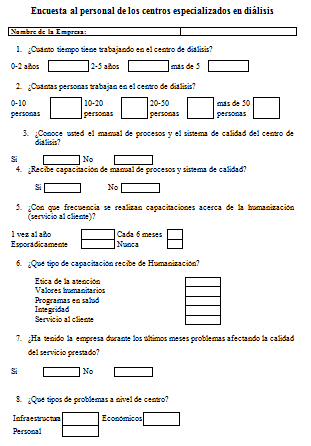 Encuesta al personal de los centros especializados en diálisis
Nombre de la Empresa:
1. ¿Cuánto tiempo tiene trabajando en el centro de diálisis?
0-2 años 2-5 años más de 5
2. ¿Cuántas personas trabajan en el centro de diálisis?
0-10 10-20 20-50 más de 50
personas personas personas personas
3. ¿Conoce usted el manual de procesos y el sistema de calidad del centro de
diálisis?
Si No
4. ¿Recibe capacitación de manual de procesos y sistema de calidad?
Si No
5. ¿Con que frecuencia se realizan capacitaciones acerca de la humanización
(servicio al cliente)?
1 vez al año Cada 6 meses
Esporádicamente Nunca
6. ¿Qué tipo de capacitación recibe de Humanización?
Etica de la atención
Valores humanitarios
Programas en salud
Integridad
Servicio al cliente
7. ¿Ha tenido la empresa durante los últimos meses problemas afectando la calidad
del servicio prestado?
Si No
8. ¿Qué tipos de problemas a nivel de centro?
Infraestructura Económicos
Personal